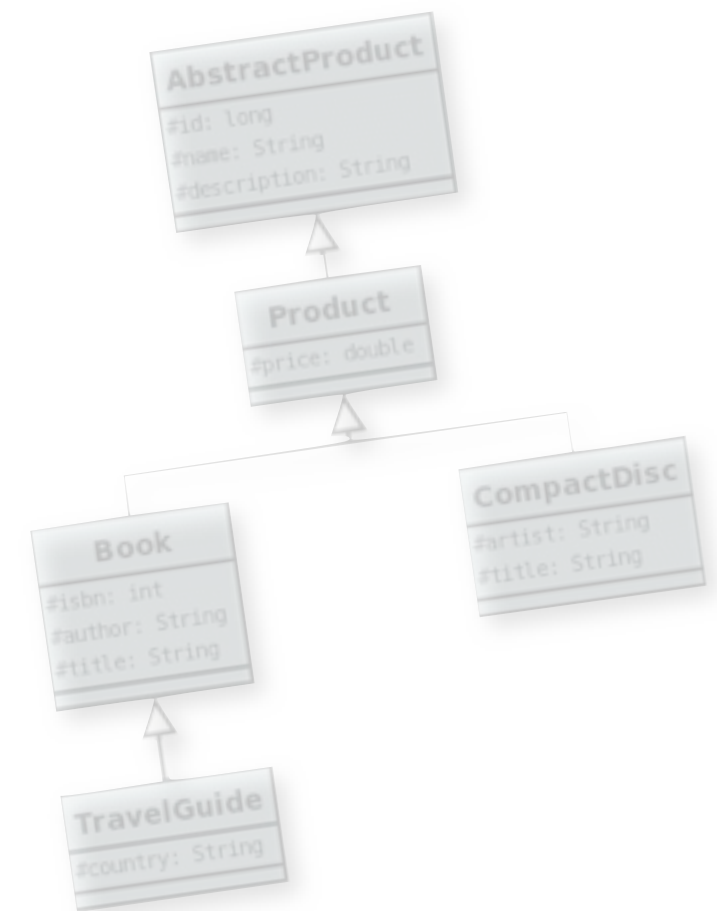 AbstractProduct
#id: long
#name: String
#description: String
Product
#price: double
Book
#isbn: int
#author: String
#title: String
CompactDisc
#artist: String
#title: String
TravelGuide
#country: String